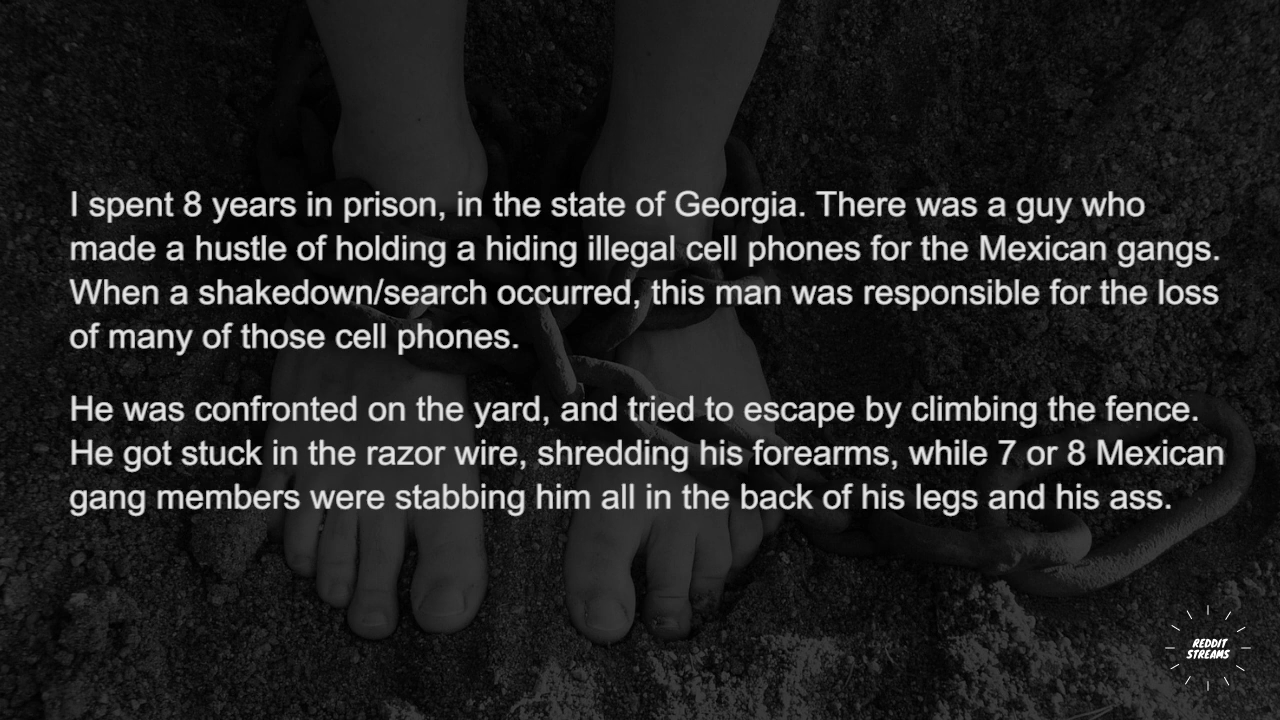 I spent 8 years in prison, in the state of Georgia. There was a guy who
made a hustle of holding a hiding illegal cell phones for the Mexican gangs.
When a shakedown/search occurred, this man was responsible for the loss
of many of those cell phones.
He was confronted on the yard, and tried to escape by climbing the fence.
He got stuck in the razor wire, shredding his forearms, while 7 or 8 Mexican
gang members were stabbing him all in the back of his legs and his ass.
REDDIT
STREAMS